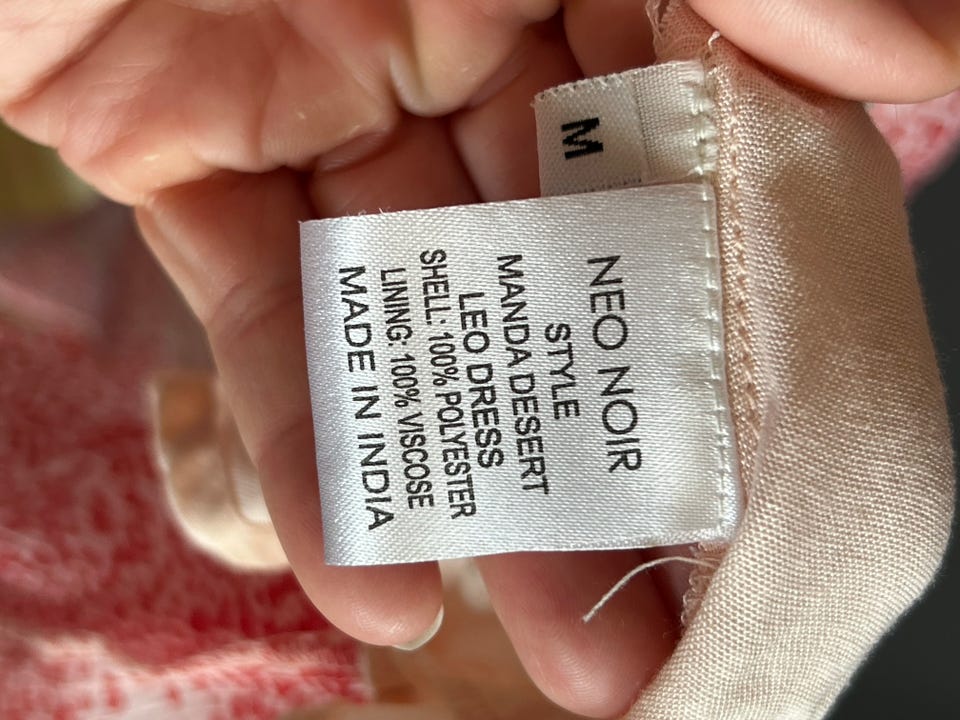 M
NEO NOIR
STYLE
MANDA DESERT
LEO DRESS
SHELL: 100% POLYESTER
LINING: 100% VISCOSE
MADE IN INDIA